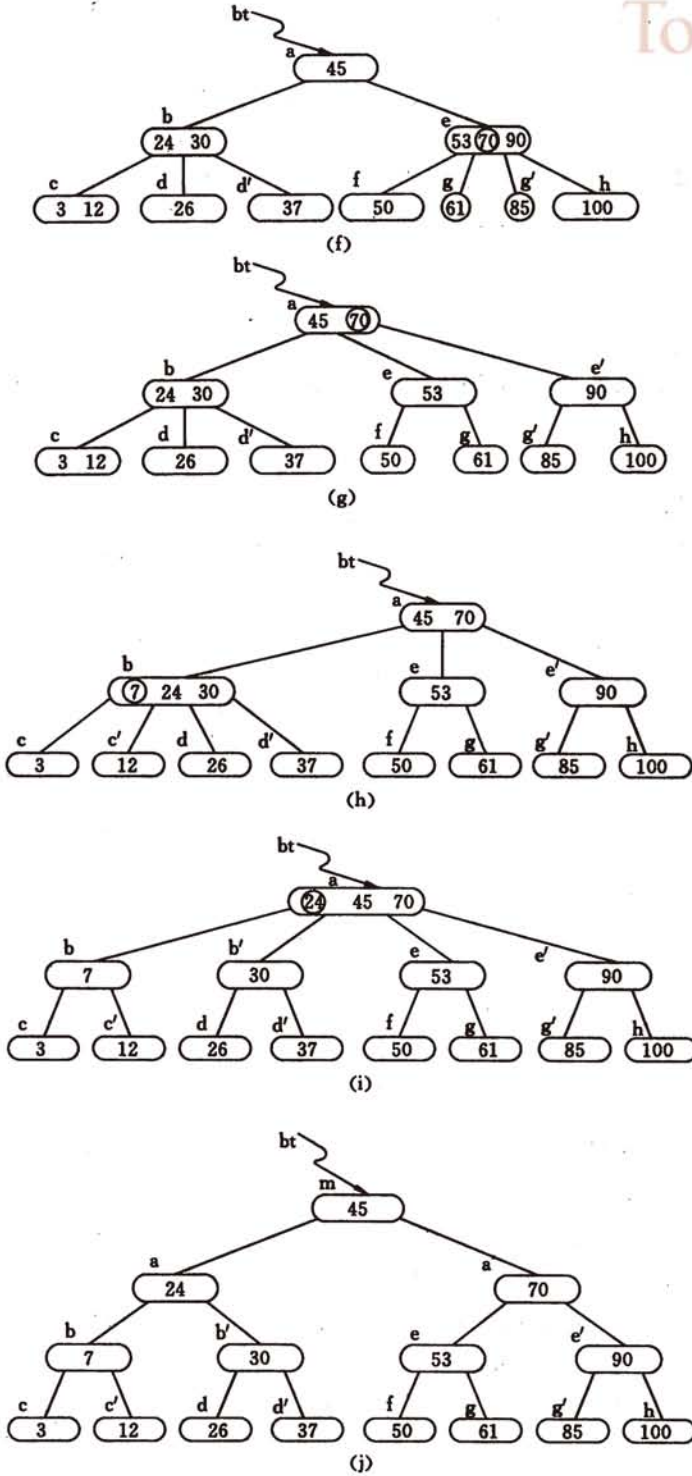 To
bt
a
45
b
e
24 30
53 70 90
c
d
d′
f
g
g′
h
3 12
26
37
50
61
85
100
(f)
bt
a
45 70
b
e
e′
24 30
53
90
c
d
d′
f
g
g′
h
3 12
26
37
50
61
85
100
(g)
bt
a
45 70
b
e
e′
7 24 30
53
90
c
c′
d
d′
f
g
g′
h
3
12
26
37
50
61
85
100
(h)
bt
a
24 45 70
b
b′
e
e′
7
30
53
90
c
c′
d
d′
f
g
g′
h
3
12
26
37
50
61
85
100
(i)
bt
m
45
a
a′
24
70
b
b′
e
e′
7
30
53
90
c
c′
d
d′
f
g
g′
h
3
12
26
37
50
61
85
100
(j)